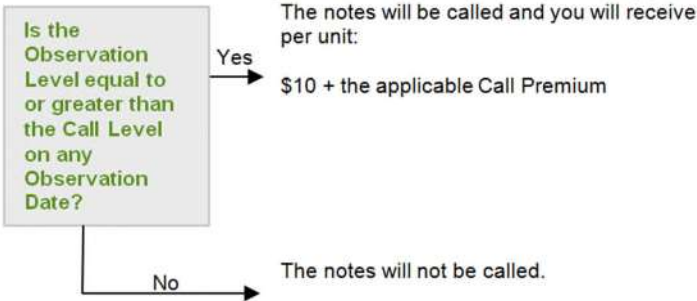 Is the
Observation
Level equal to
or greater than
the Call Level
on any
Observation
Date?
Yes
The notes will be called and you will receive
per unit:
$10 + the applicable Call Premium
No
The notes will not be called.